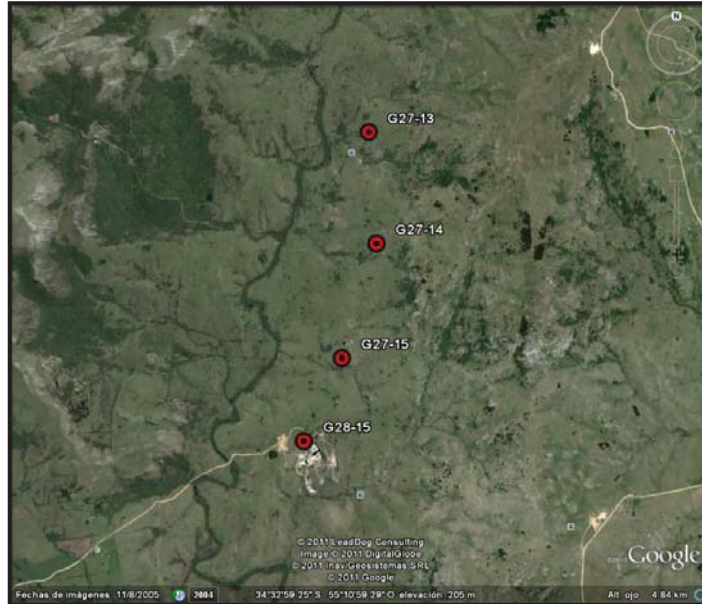 N
G27-13
G27-14
G27-15
G28-15
© 2011 LeadDog Consulting
Image © 2011 DigitalGlobe
© 2011 Inav/Geosistemas SRL
© 2011 Google
Google
Fechas de imágenes: 11/8/2005 2004 34°32'59.25" S 55°10'59.29" O elevación 205 m Alt. ojo 4.84 km